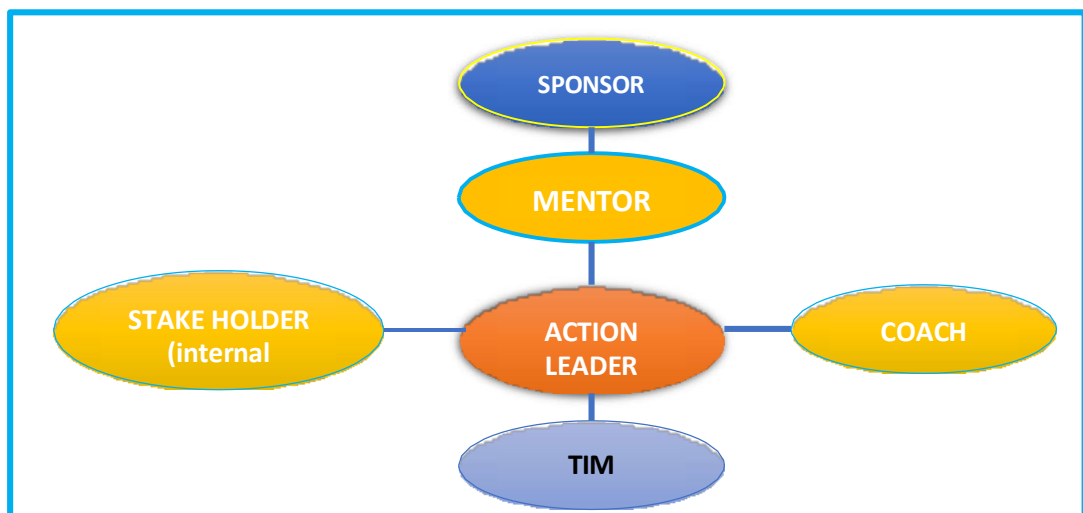 SPONSOR
MENTOR
STAKE HOLDER
(internal
ACTION
LEADER
COACH
TIM